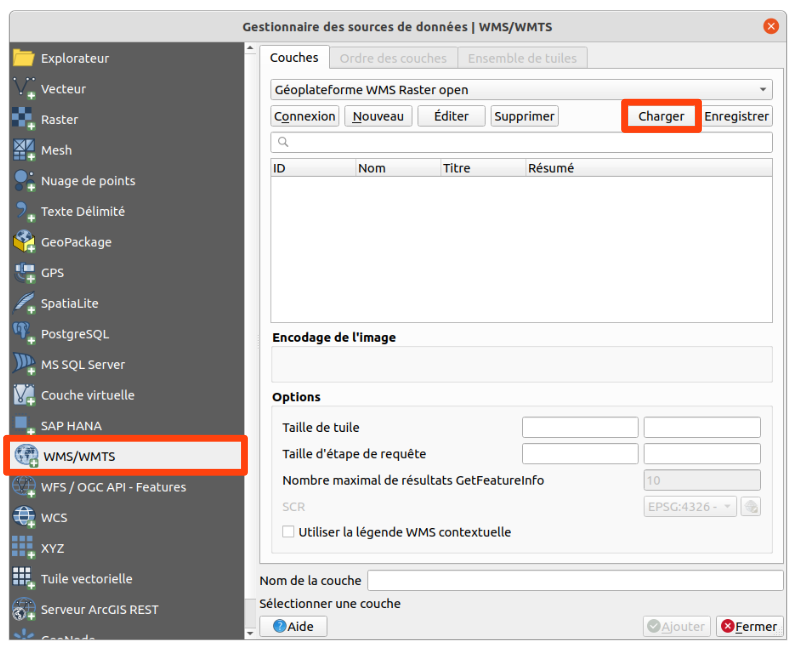 Gestionnaire des sources de données | WMS/WMTS
Explorateur
Vecteur
Raster
Mesh
Nuage de points
Texte Délimité
GeoPackage
GPS
SpatiaLite
PostgreSQL
MS SQL Server
Couche virtuelle
SAP HANA
WMS/WMTS
WFS / OGC API - Features
WCS
XYZ
Tuile vectorielle
Serveur ArcGIS REST
GeoNode
Couches Ordre des couches Ensemble de tuiles
Géoplateforme WMS Raster open
Connexion Nouveau Éditer Supprimer Charger Enregistrer
ID Nom Titre Résumé
Encodage de l'image
Options
Taille de tuile
Taille d'étape de requête
Nombre maximal de résultats GetFeatureInfo 10
SCR EPSG:4326 -
Utiliser la légende WMS contextuelle
Nom de la couche
Sélectionner une couche
Aide Ajouter Fermer